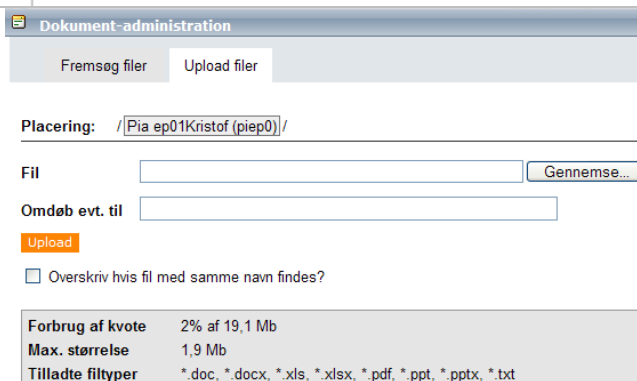 Dokument-administration
Fremsøg filer Upload filer
Placering: / Pia ep01Kristof (piep0) /
Fil Gennemse...
Omdøb evt. til
Upload
Overskriv hvis fil med samme navn findes?
Forbrug af kvote 2% af 19,1 Mb
Max. størrelse 1,9 Mb
Tilladte filtyper *.doc, *.docx, *.xls, *.xlsx, *.pdf, *.ppt, *.pptx, *.txt